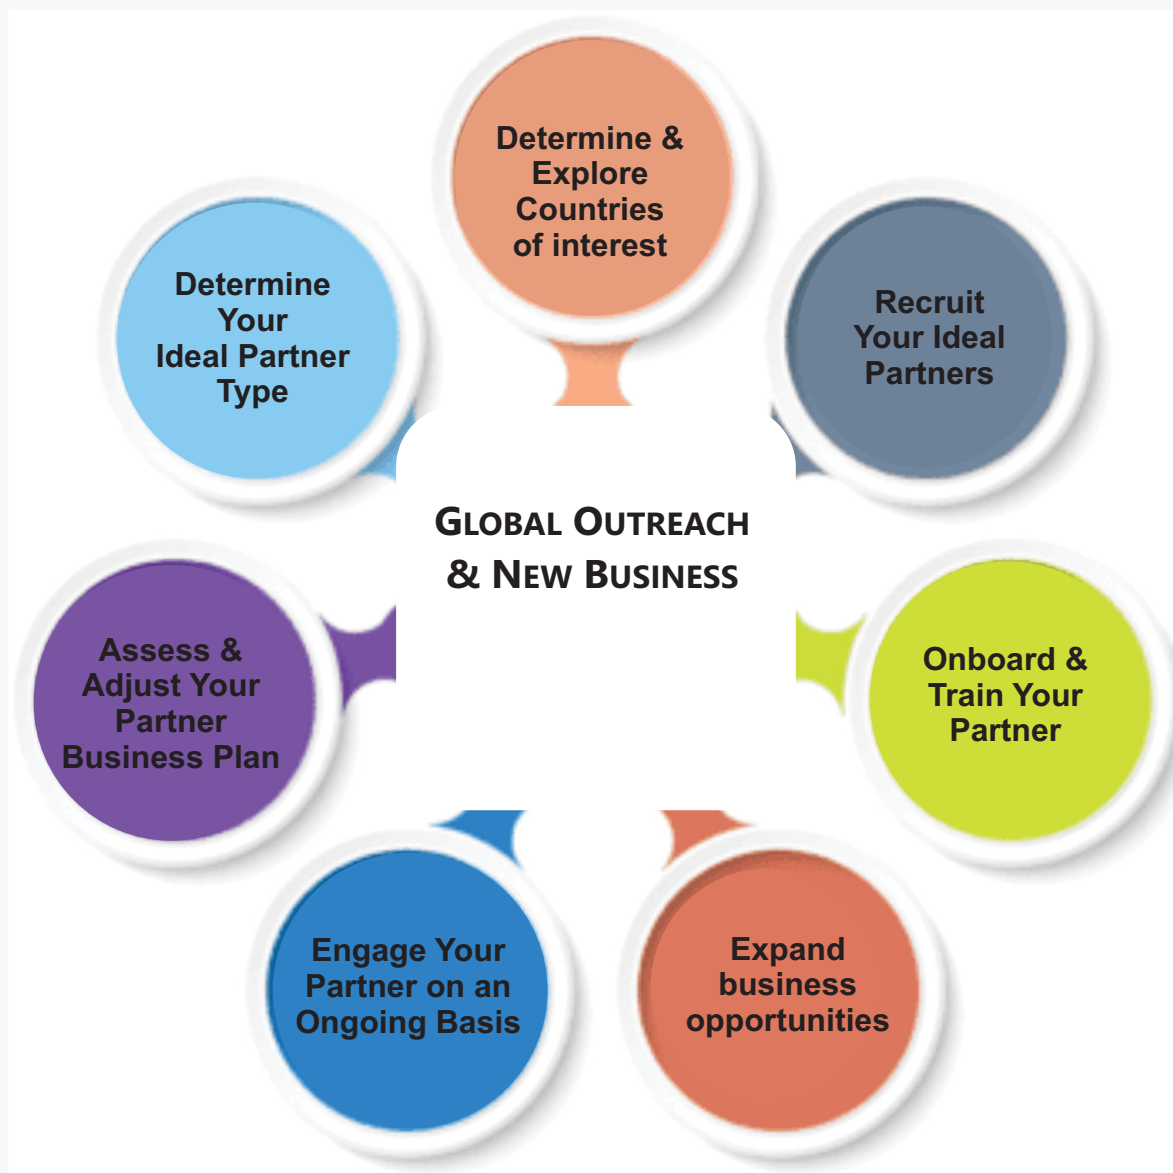 Determine &
Explore
Countries
of interest
Recruit
Your Ideal
Partners
Onboard &
Train Your
Partner
Expand
business
opportunities
Engage Your
Partner on an
Ongoing Basis
Assess &
Adjust Your
Partner
Business Plan
Determine
Your
Ideal Partner
Type
GLOBAL OUTREACH
& NEW BUSINESS